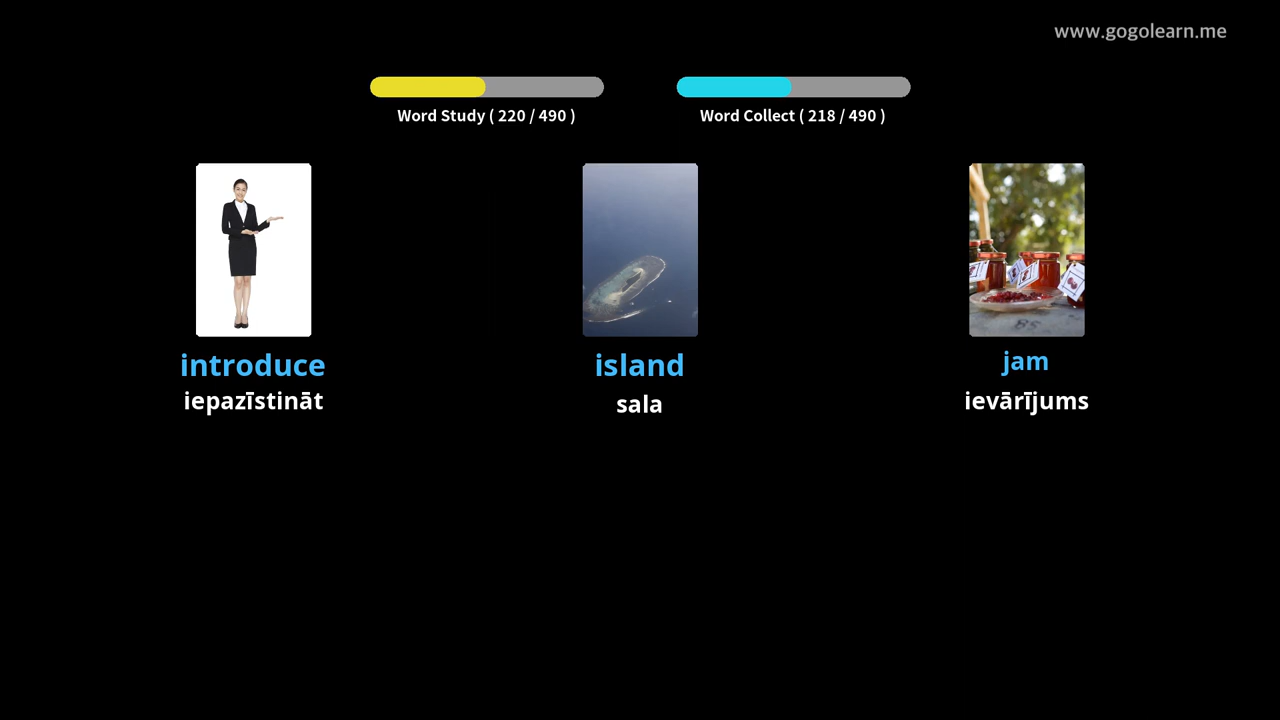 www.gogolearn.me
Word Study ( 220 / 490 )
Word Collect ( 218 / 490 )
introduce
iepazīstināt
island
sala
jam
ievārījums